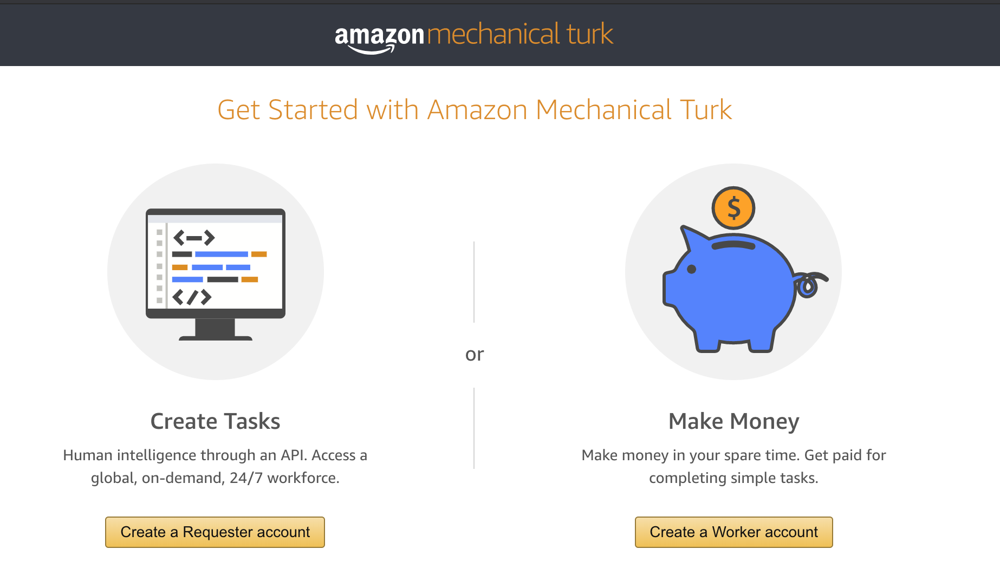 amazon mechanical turk
Get Started with Amazon Mechanical Turk
<-->
</>
$
or
Create Tasks
Human intelligence through an API. Access a
global, on-demand, 24/7 workforce.
Create a Requester account
Make Money
Make money in your spare time. Get paid for
completing simple tasks.
Create a Worker account